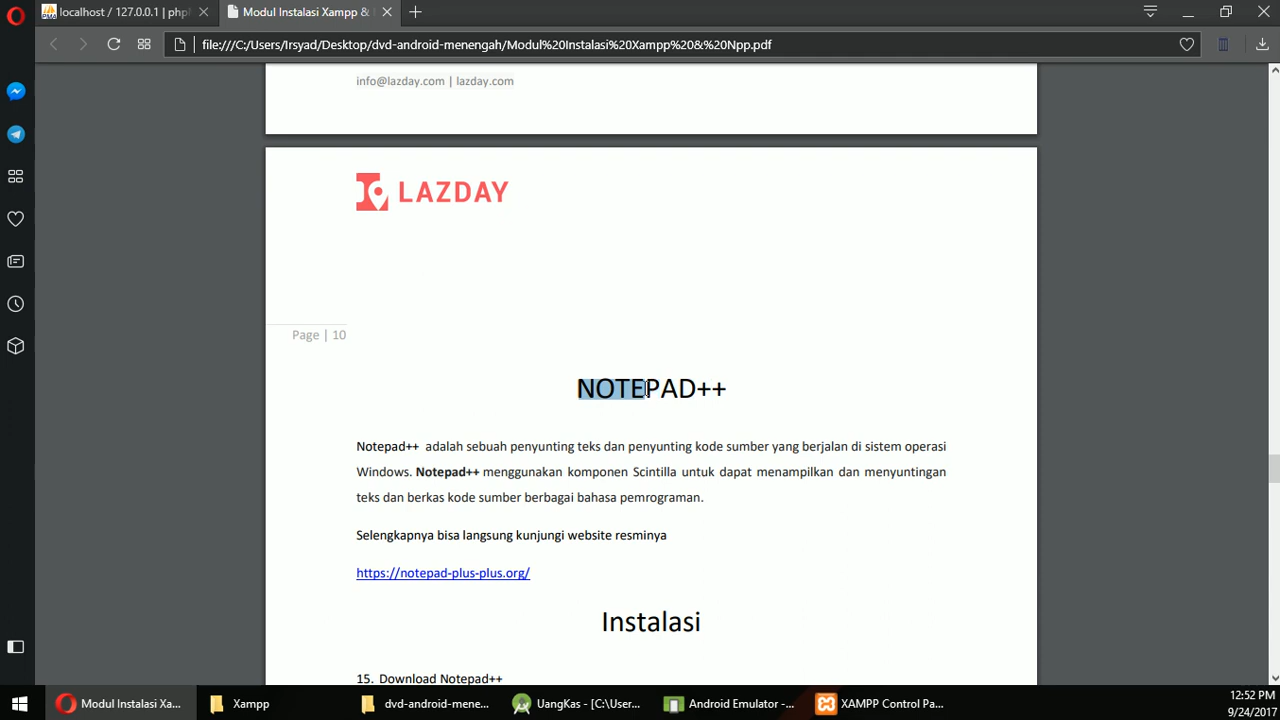 localhost / 127.0.0.1 | php
Modul Instalasi Xampp &
file:///C:/Users/Irsyad/Desktop/dvd-android-menengah/Modul%20Instalasi%20Xampp%20&%20Npp.pdf
info@lazday.com | lazday.com
LAZDAY
Page | 10
NOTEPAD++
Notepad++ adalah sebuah penyunting teks dan penyunting kode sumber yang berjalan di sistem operasi
Windows. Notepad++ menggunakan komponen Scintilla untuk dapat menampilkan dan menyuntingan
teks dan berkas kode sumber berbagai bahasa pemrograman.
Selengkapnya bisa langsung kunjungi website resminya
https://notepad-plus-plus.org/
Instalasi
15. Download Notepad++
Modul Instalasi Xa...
Xampp
dvd-android-mene...
UangKas - [C:\User...
Android Emulator -...
XAMPP Control Pa...
12:52 PM
9/24/2017